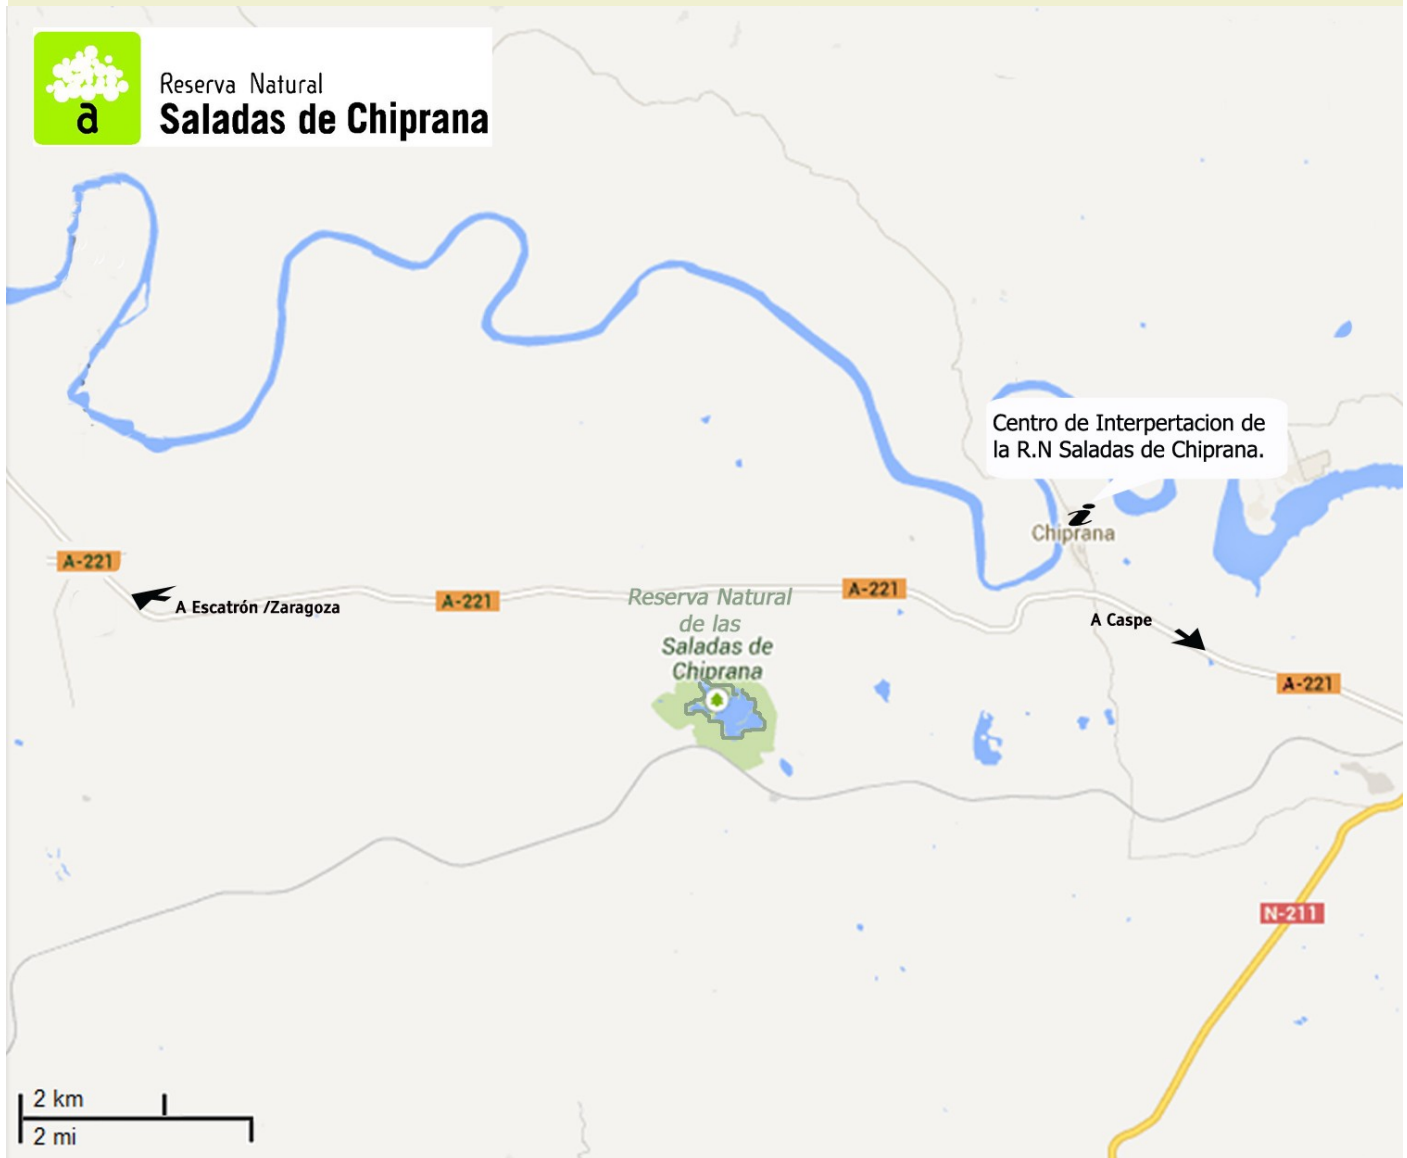 a
Reserva Natural
Saladas de Chiprana
Centro de Interpertacion de
la R.N Saladas de Chiprana.
Chiprana
A-221
A Escatrón /Zaragoza
A-221
A-221
Reserva Natural
de las
Saladas de
Chiprana
A Caspe
A-221
N-211
2 km
2 mi